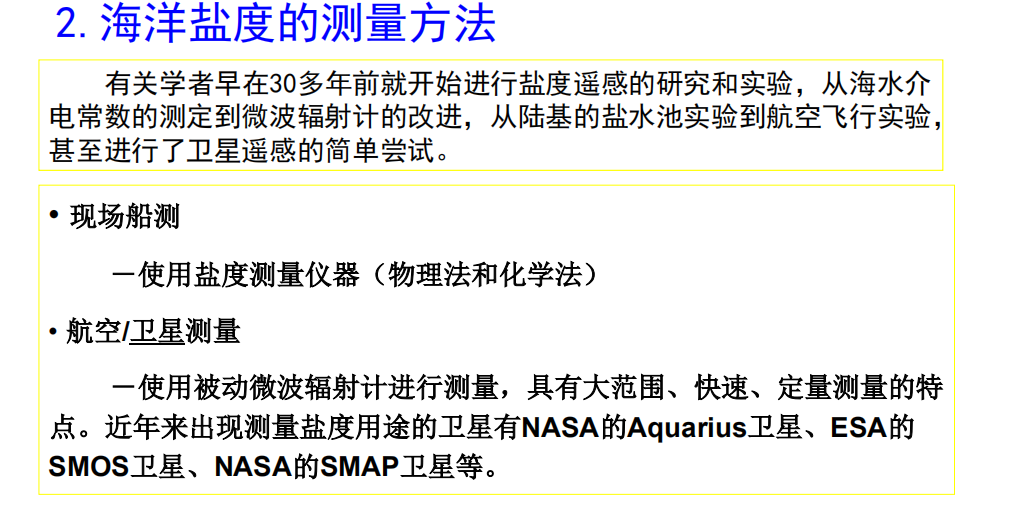 2.海洋盐度的测量方法
有关学者早在30多年前就开始进行盐度遥感的研究和实验，从海水介
电常数的测定到微波辐射计的改进，从陆基的盐水池实验到航空飞行实验，
甚至进行了卫星遥感的简单尝试。
• 现场船测
－使用盐度测量仪器（物理法和化学法）
• 航空/卫星测量
－使用被动微波辐射计进行测量，具有大范围、快速、定量测量的特
点。近年来出现测量盐度用途的卫星有NASA的Aquarius卫星、ESA的
SMOS卫星、NASA的SMAP卫星等。